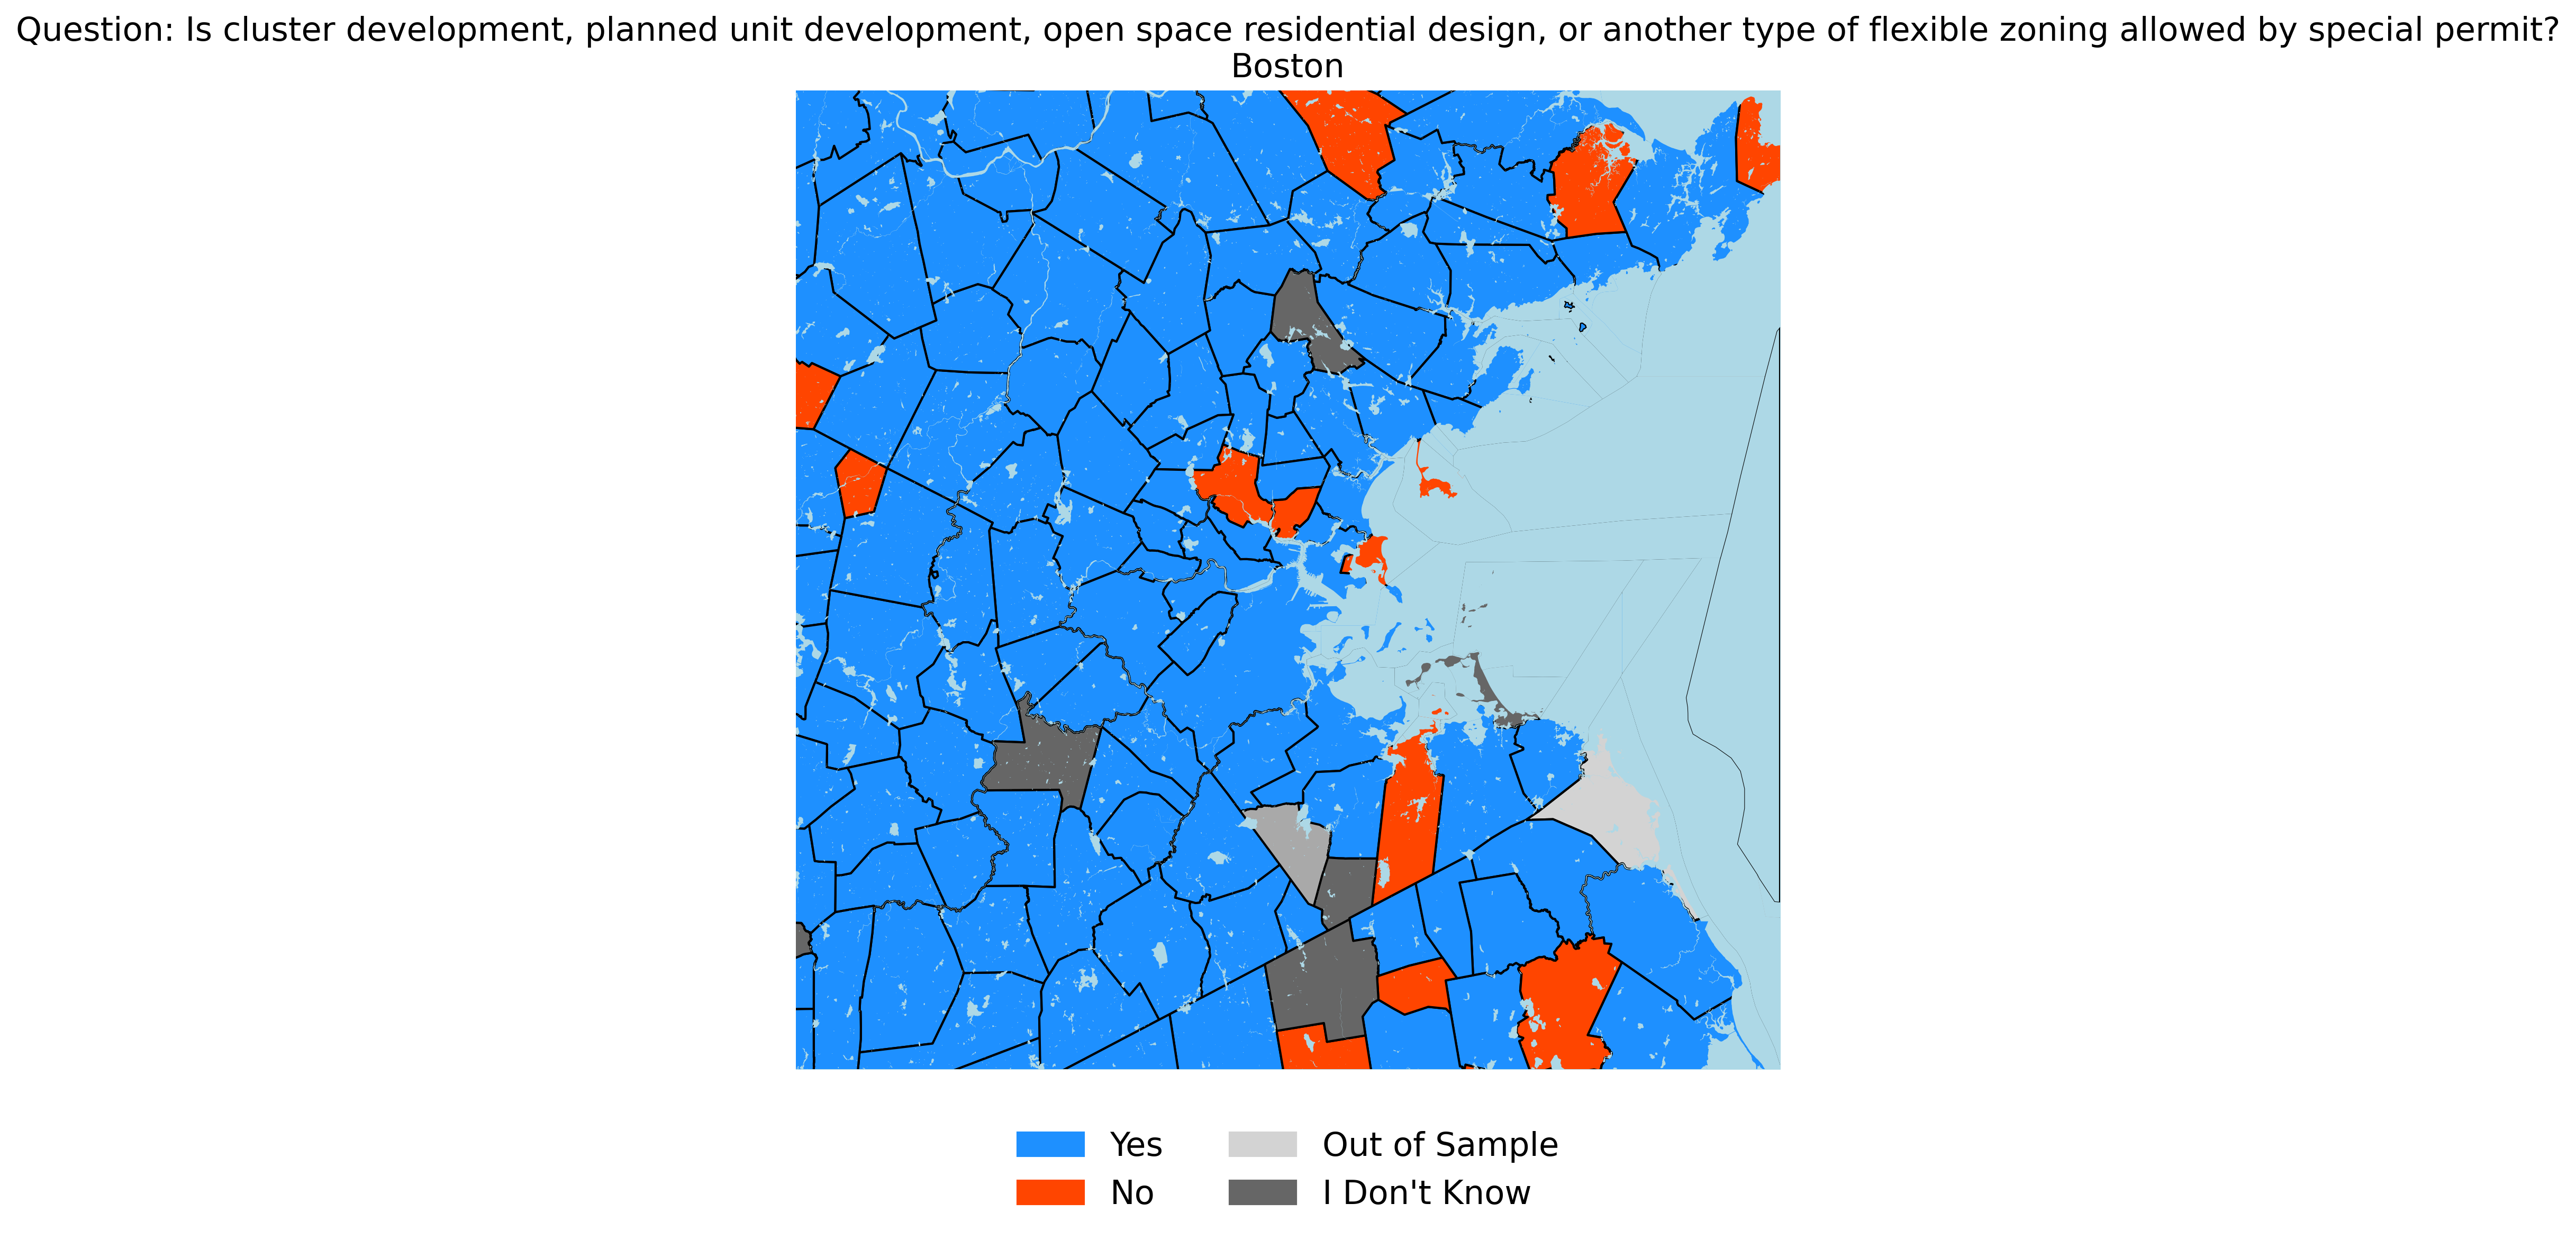 Question: Is cluster development, planned unit development, open space residential design, or another type of flexible zoning allowed by special permit?
Boston
Yes
No
Out of Sample
I Don't Know